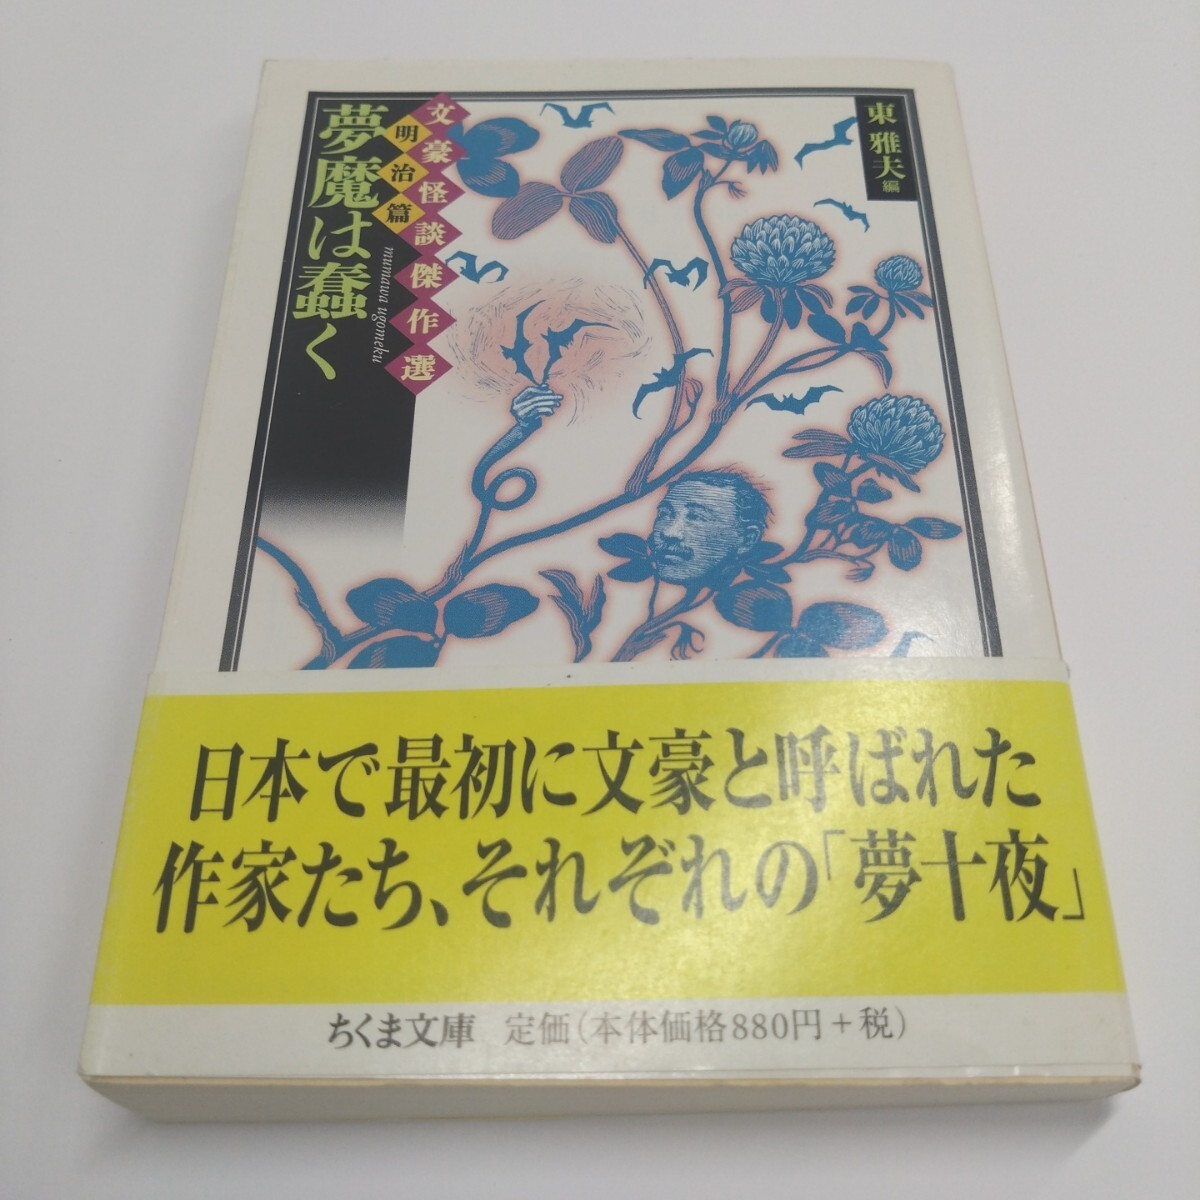 東雅夫 編
文豪怪談傑作選
明治篇
夢魔は蠢く
mumawa ugomeku
日本で最初に文豪と呼ばれた
作家たち、それぞれの「夢十夜」
ちくま文庫 定価(本体価格880円+税)